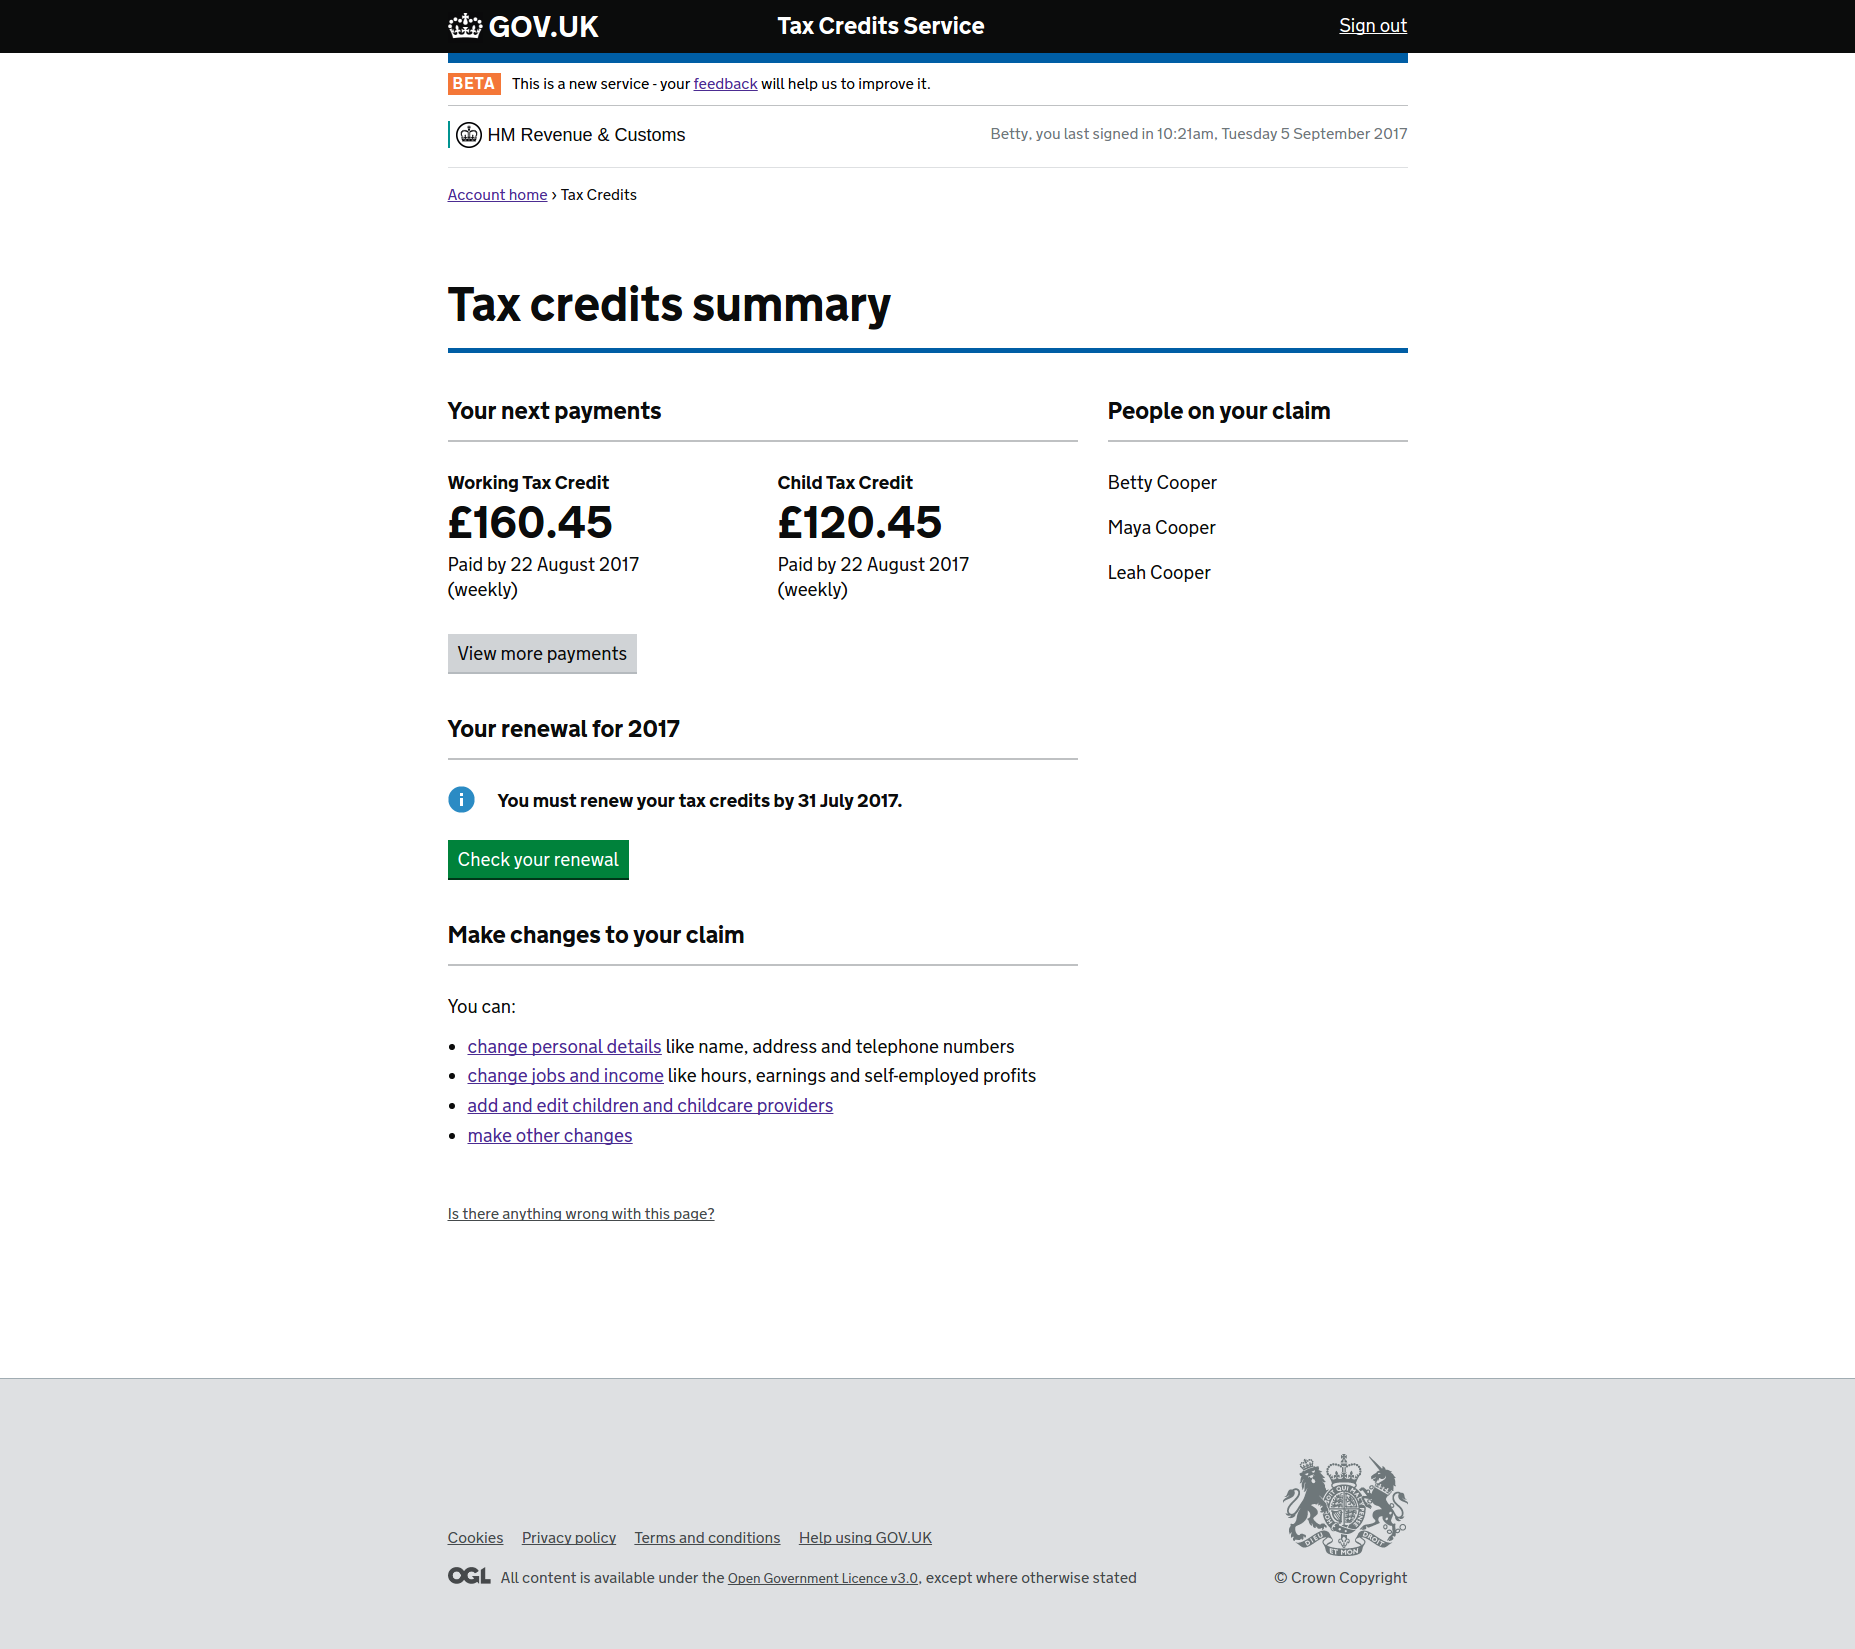 GOV.UK
Tax Credits Service
Sign out
BETA This is a new service - your feedback will help us to improve it.
HM Revenue & Customs
Betty, you last signed in 10:21am, Tuesday 5 September 2017
Account home › Tax Credits
Tax credits summary
Your next payments
Working Tax Credit
£160.45
Paid by 22 August 2017
(weekly)
Child Tax Credit
£120.45
Paid by 22 August 2017
(weekly)
View more payments
People on your claim
Betty Cooper
Maya Cooper
Leah Cooper
Your renewal for 2017
You must renew your tax credits by 31 July 2017.
Check your renewal
Make changes to your claim
You can:
• change personal details like name, address and telephone numbers
• change jobs and income like hours, earnings and self-employed profits
• add and edit children and childcare providers
• make other changes
Is there anything wrong with this page?
Cookies Privacy policy Terms and conditions Help using GOV.UK
OGL All content is available under the Open Government Licence v3.0, except where otherwise stated
DIEU ET MON DROIT
© Crown Copyright